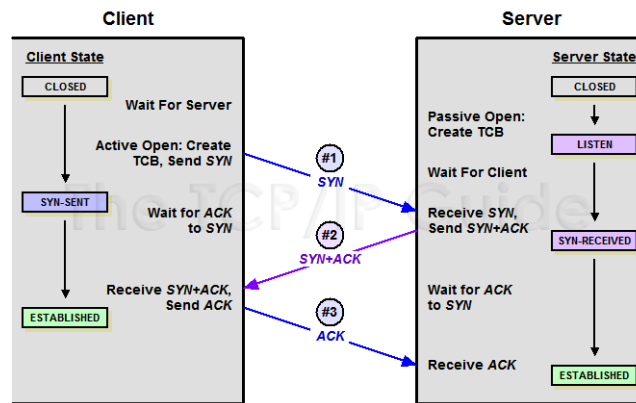 Client
Server
Client State
CLOSED
Wait For Server
Active Open: Create
TCB, Send SYN
SYN-SENT
Wait for ACK
to SYN
Receive SYN+ACK,
Send ACK
ESTABLISHED
#1
SYN
#2
SYN+ACK
#3
ACK
Server State
CLOSED
Passive Open:
Create TCB
LISTEN
Wait For Client
Receive SYN,
Send SYN+ACK
SYN-RECEIVED
Wait for ACK
to SYN
Receive ACK
ESTABLISHED
The TCP/IP Guide